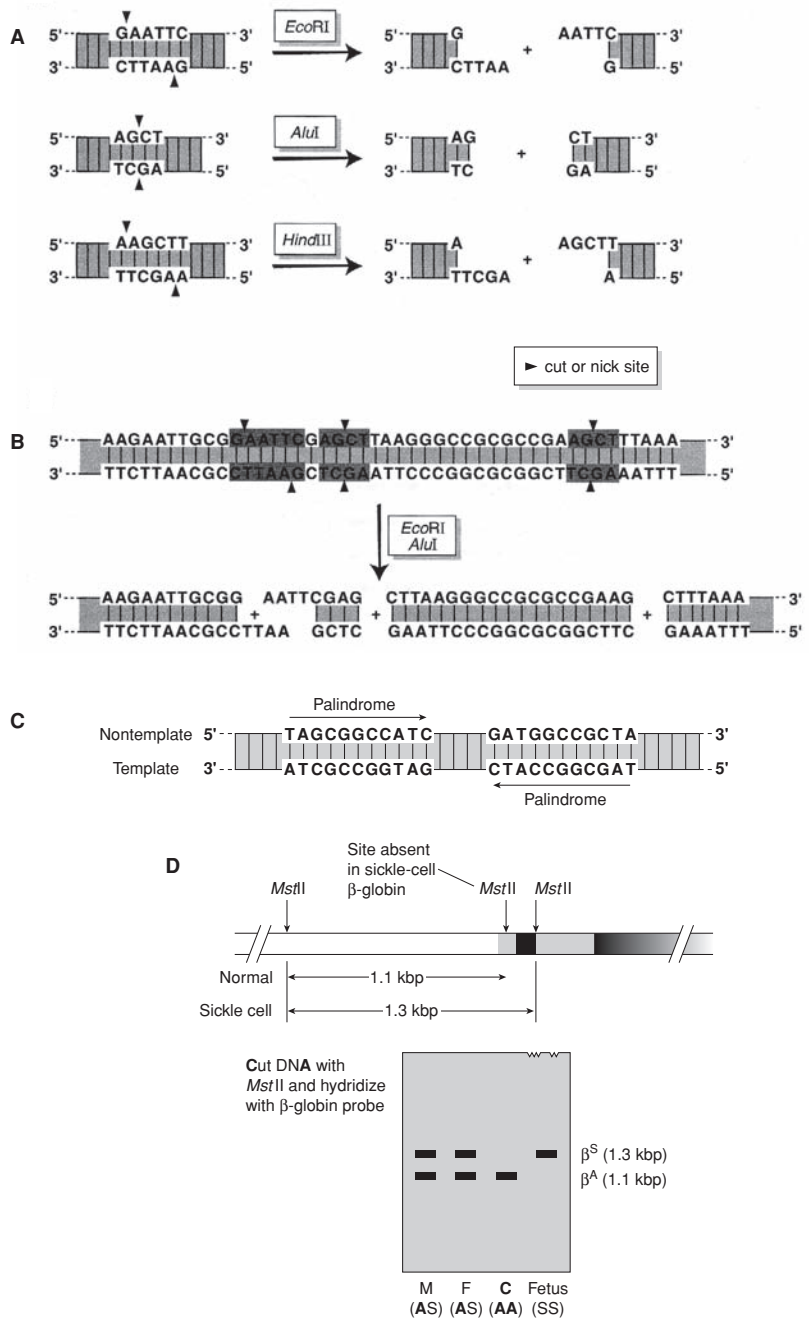 A
5' GAATTC 3'
3' CTTAAG 5'
EcoRI
G + AATTC 3'
3' CTTAA G 5'
5' AGCT 3'
3' TCGA 5'
AluI
5' AG + CT 3'
3' TC GA 5'
5' AAGCTT 3'
3' TTCGAA 5'
HindIII
5' A + AGCTT 3'
3' TTCGA A 5'
► cut or nick site
B
5' AAGAATTGCGGAATTCGAGCTTAAGGGCCGCGCCGAAGCTTTAAA 3'
3' TTCTTAACGCCTTAAGCTCGAATTCCCGGCGCGGCTTCGAAATTT 5'
EcoRI
AluI
5' AAGAATTGCGG + AATTCGAG + CTTAAGGGCCGCGCCGAAG + CTTTAAA 3'
3' TTCTTAACGCCTTAA GCTC GAATTCCCGGCGCGGCTTC GAAATTT 5'
C
Palindrome
Nontemplate 5' TAGCGGCCATC GATGGCCGCTA 3'
Template 3' ATCGCCGGTAG CTACCGGCGAT 5'
Palindrome
D
Site absent
in sickle-cell
β-globin
MstII MstII MstII
Normal 1.1 kbp
Sickle cell 1.3 kbp
Cut DNA with
MstII and hydridize
with β-globin probe
βS (1.3 kbp)
βA (1.1 kbp)
M F C Fetus
(AS) (AS) (AA) (SS)